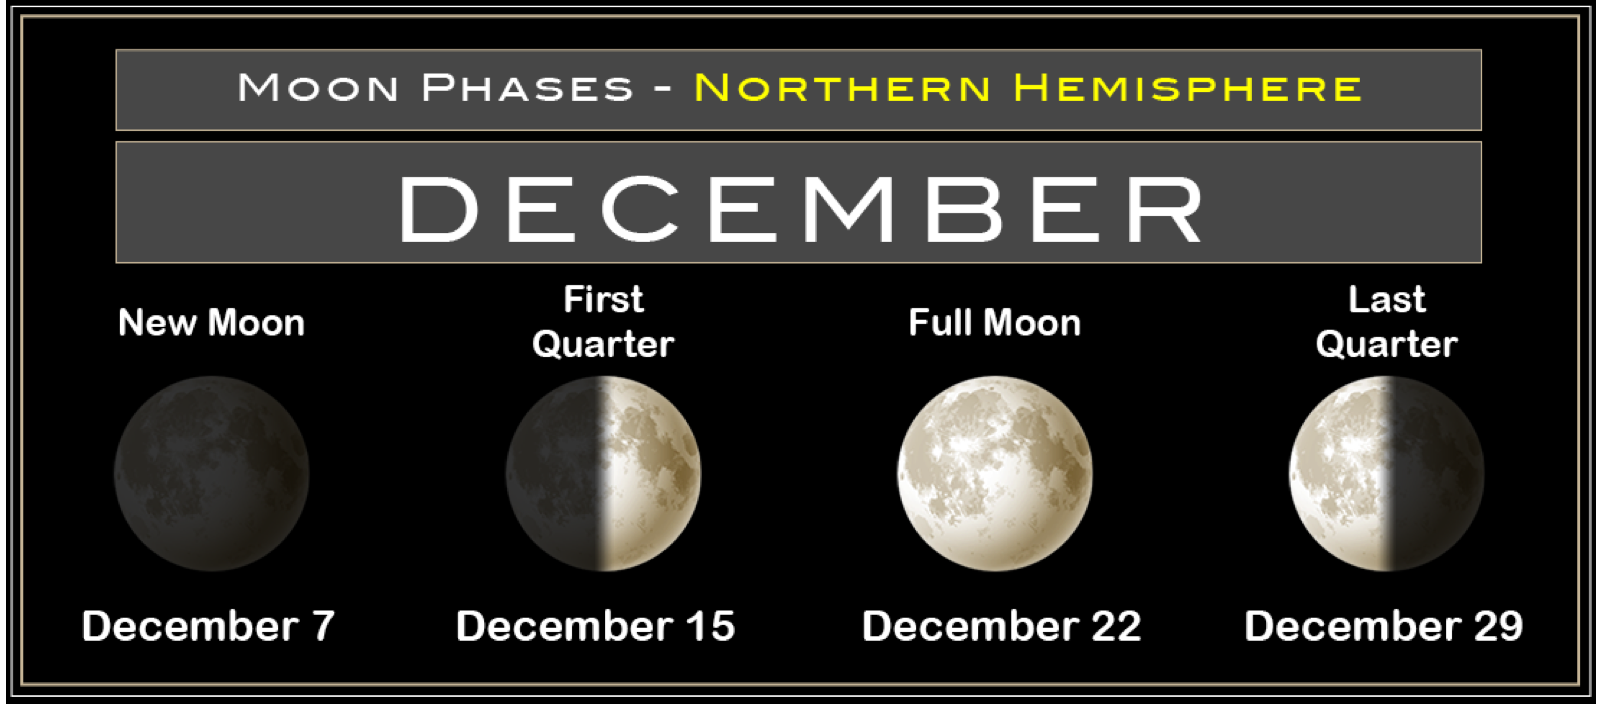 Moon Phases - Northern Hemisphere
DECEMBER
New Moon
First
Quarter
Full Moon
Last
Quarter
December 7
December 15
December 22
December 29